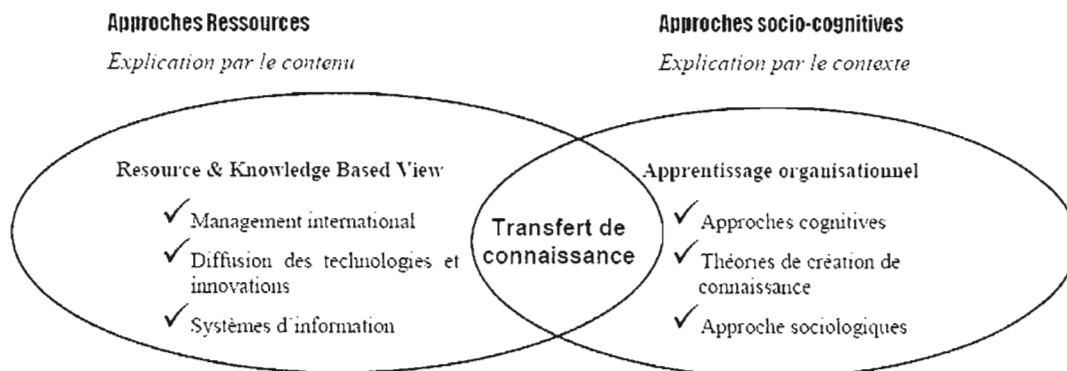 Approches Ressources
Explication par le contenu
Resource & Knowledge Based View
✓ Management international
✓ Diffusion des technologies et
innovations
✓ Systèmes d'information
Transfert de
connaissance
Approches socio-cognitives
Explication par le contexte
Apprentissage organisationnel
✓ Approches cognitives
✓ Théories de création de
connaissance
✓ Approche sociologiques